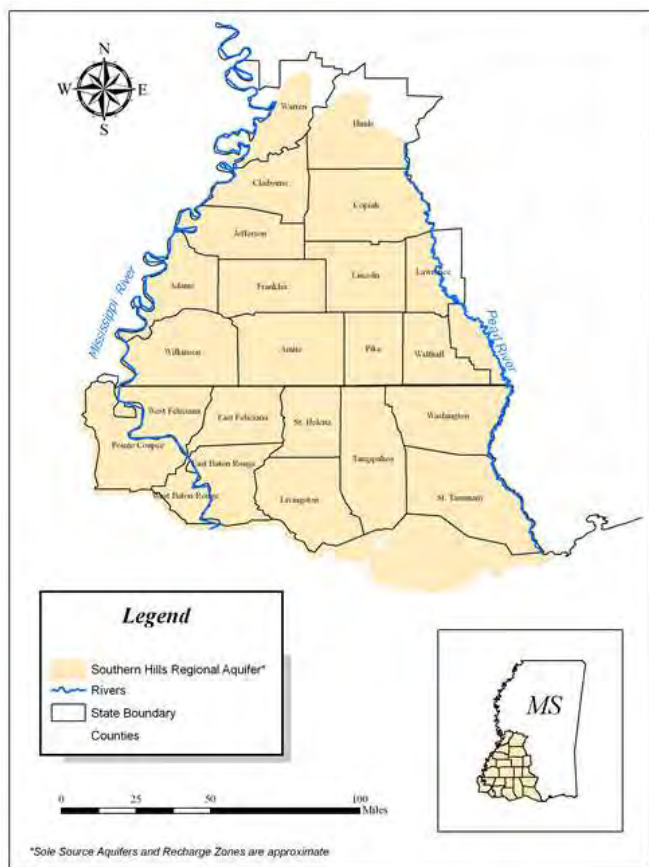 N
W E
S
Warren
Hinds
Claiborne
Copiah
Jefferson
Adams
Franklin
Lincoln
Lawrence
Mississippi River
Pearl River
Wilkinson
Amite
Pike
Walthall
West Feliciana
East Feliciana
St. Helena
Washington
Pointe Coupee
East Baton Rouge
Tangipahoa
West Baton Rouge
Livingston
St. Tammany
Legend
Southern Hills Regional Aquifer*
Rivers
State Boundary
Counties
MS
0 25 50 100
Miles
*Sole Source Aquifers and Recharge Zones are approximate